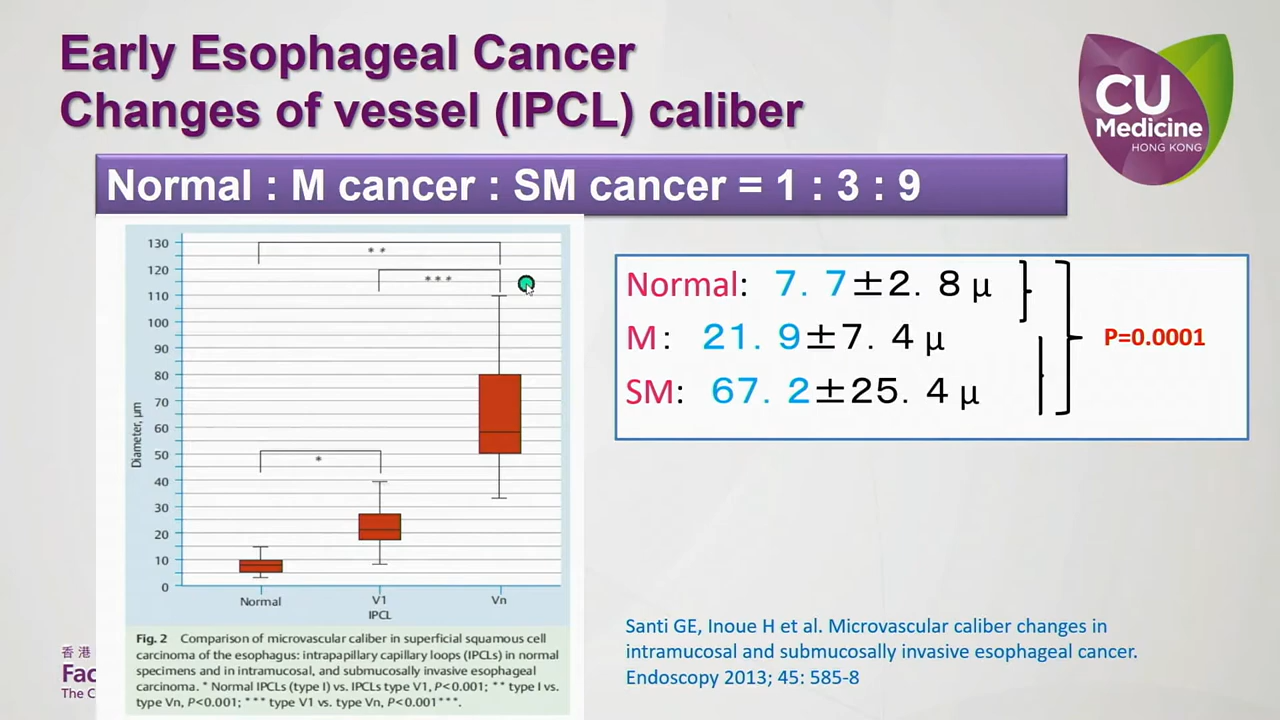 Early Esophageal Cancer
Changes of vessel (IPCL) caliber
CU
Medicine
HONG KONG
Normal : M cancer : SM cancer = 1 : 3 : 9
130
120
110
100
90
80
70
60
50
40
30
20
10
0
Diameter, µm
**
***
*
Normal
V1
Vn
IPCL
Fig. 2 Comparison of microvascular caliber in superficial squamous cell
carcinoma of the esophagus: intrapapillary capillary loops (IPCLs) in normal
specimens and in intramucosal, and submucosally invasive esophageal
carcinoma. * Normal IPCLs (type I) vs. IPCLs type V1, P<0.001; ** type I vs.
type Vn, P<0.001; *** type V1 vs. type Vn, P<0.001***.
Normal: 7. 7±2. 8 μ
M: 21. 9±7. 4 μ
SM: 67. 2±25. 4 μ
P=0.0001
Santi GE, Inoue H et al. Microvascular caliber changes in
intramucosal and submucosally invasive esophageal cancer.
Endoscopy 2013; 45: 585-8
香港
Fac
The C